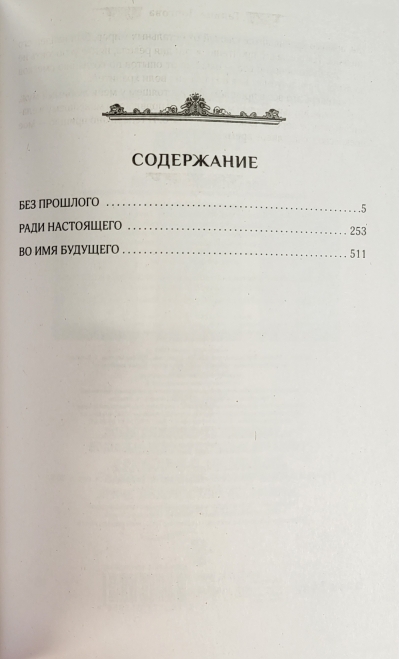 СОДЕРЖАНИЕ
БЕЗ ПРОШЛОГО ........................................................5
РАДИ НАСТОЯЩЕГО ................................................ 253
ВО ИМЯ БУДУЩЕГО ................................................. 511